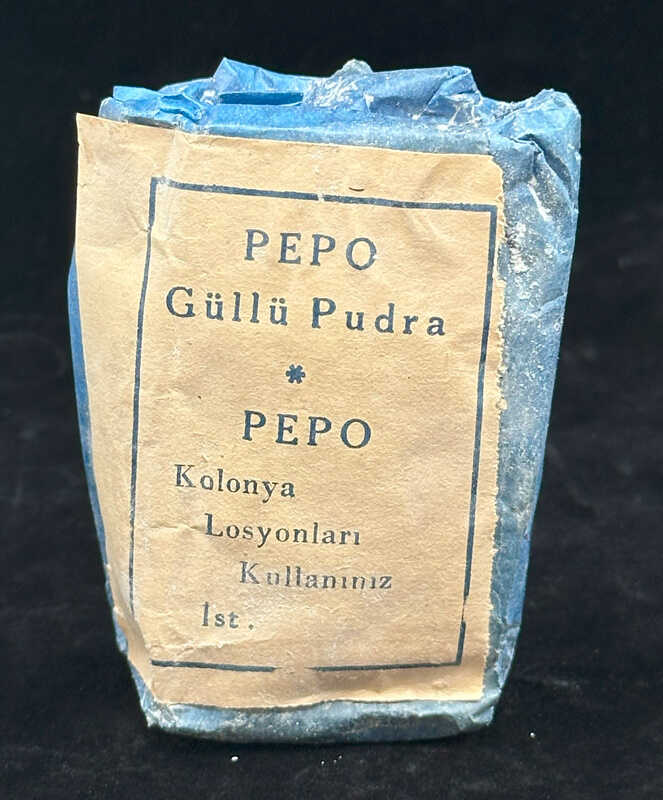 PEPO
Güllü Pudra
*
PEPO
Kolonya
Losyonları
Kullanınız
İst.